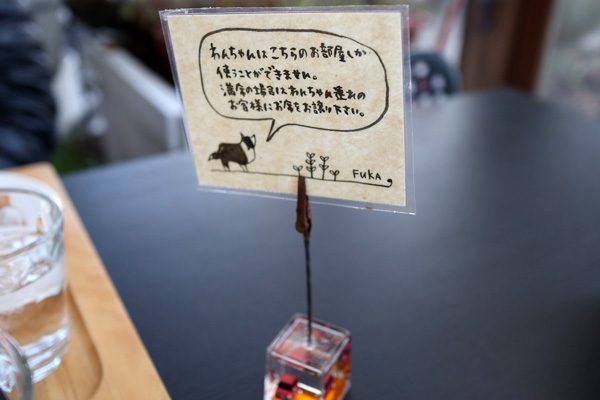 わんちゃんはこちらのお部屋しか
使うことができません。
満席の場合はわんちゃん連れの
お客様にお席をお譲り下さい。
FUKA